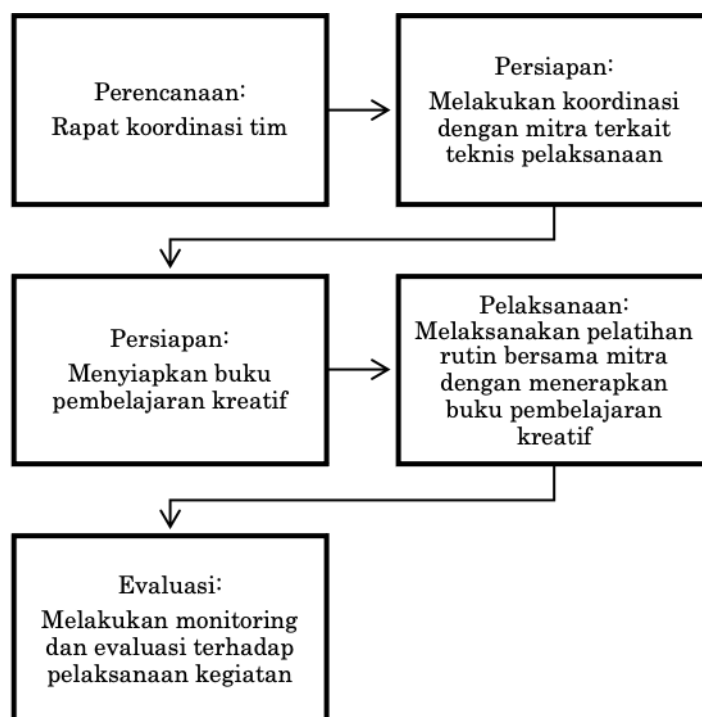 Perencanaan:
Rapat koordinasi tim
Persiapan:
Melakukan koordinasi
dengan mitra terkait
teknis pelaksanaan
Persiapan:
Menyiapkan buku
pembelajaran kreatif
Pelaksanaan:
Melaksanakan pelatihan
rutin bersama mitra
dengan menerapkan
buku pembelajaran
kreatif
Evaluasi:
Melakukan monitoring
dan evaluasi terhadap
pelaksanaan kegiatan